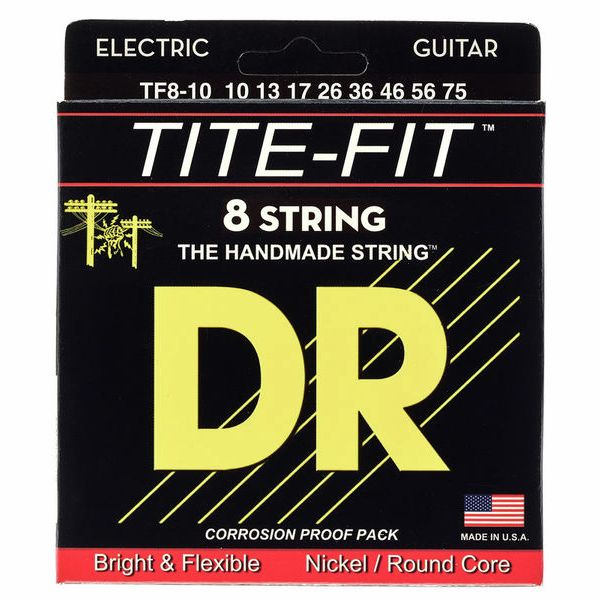 ELECTRIC GUITAR
TF8-10 10 13 17 26 36 46 56 75
TITE-FIT™
8 STRING
THE HANDMADE STRING™
DR
CORROSION PROOF PACK
MADE IN U.S.A.
Bright & Flexible Nickel / Round Core